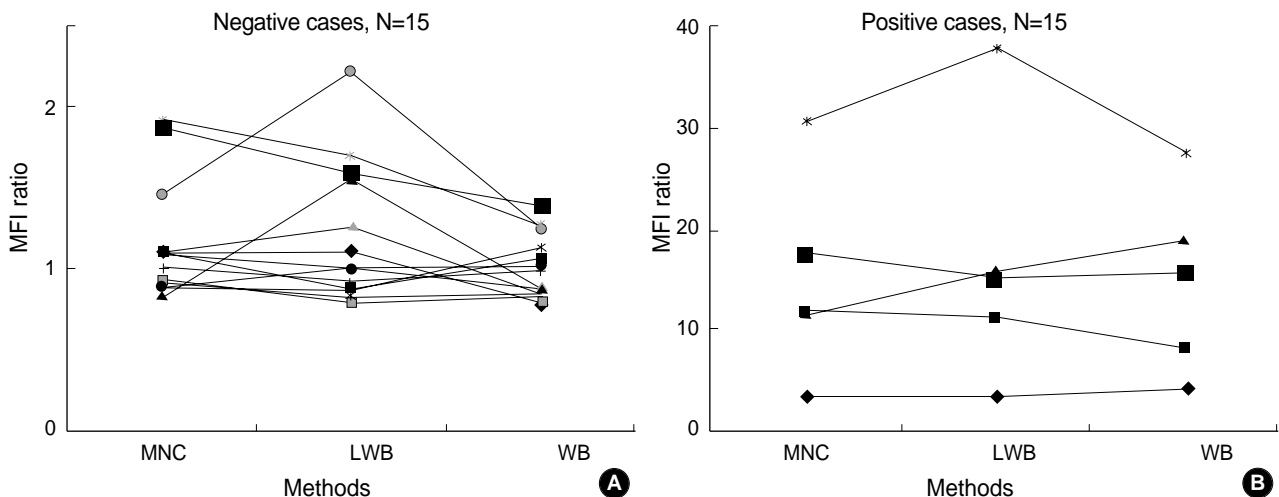 Negative cases, N=15
2
1
0
MFI ratio
MNC LWB WB
Methods
A
Positive cases, N=15
40
30
20
10
0
MFI ratio
MNC LWB WB
Methods
B